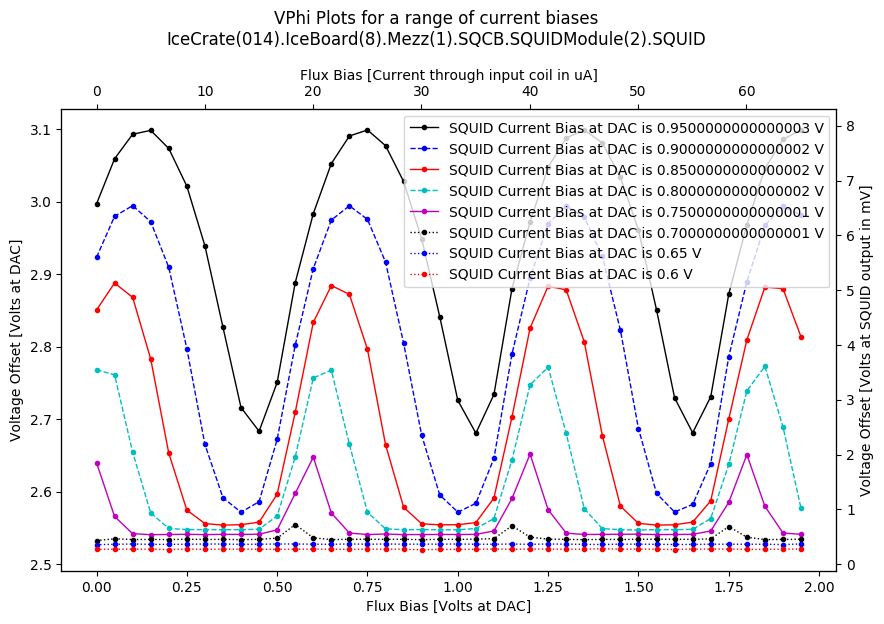 VPhi Plots for a range of current biases
IceCrate(014).IceBoard(8).Mezz(1).SQCB.SQUIDModule(2).SQUID
Flux Bias [Current through input coil in uA]
0 10 20 30 40 50 60
SQUID Current Bias at DAC is 0.9500000000000003 V
SQUID Current Bias at DAC is 0.9000000000000002 V
SQUID Current Bias at DAC is 0.8500000000000002 V
SQUID Current Bias at DAC is 0.8000000000000002 V
SQUID Current Bias at DAC is 0.7500000000000001 V
SQUID Current Bias at DAC is 0.7000000000000001 V
SQUID Current Bias at DAC is 0.65 V
SQUID Current Bias at DAC is 0.6 V
Voltage Offset [Volts at DAC]
3.1
3.0
2.9
2.8
2.7
2.6
2.5
8
7
6
5
4
3
2
1
0
Voltage Offset [Volts at SQUID output in mV]
0.00 0.25 0.50 0.75 1.00 1.25 1.50 1.75 2.00
Flux Bias [Volts at DAC]